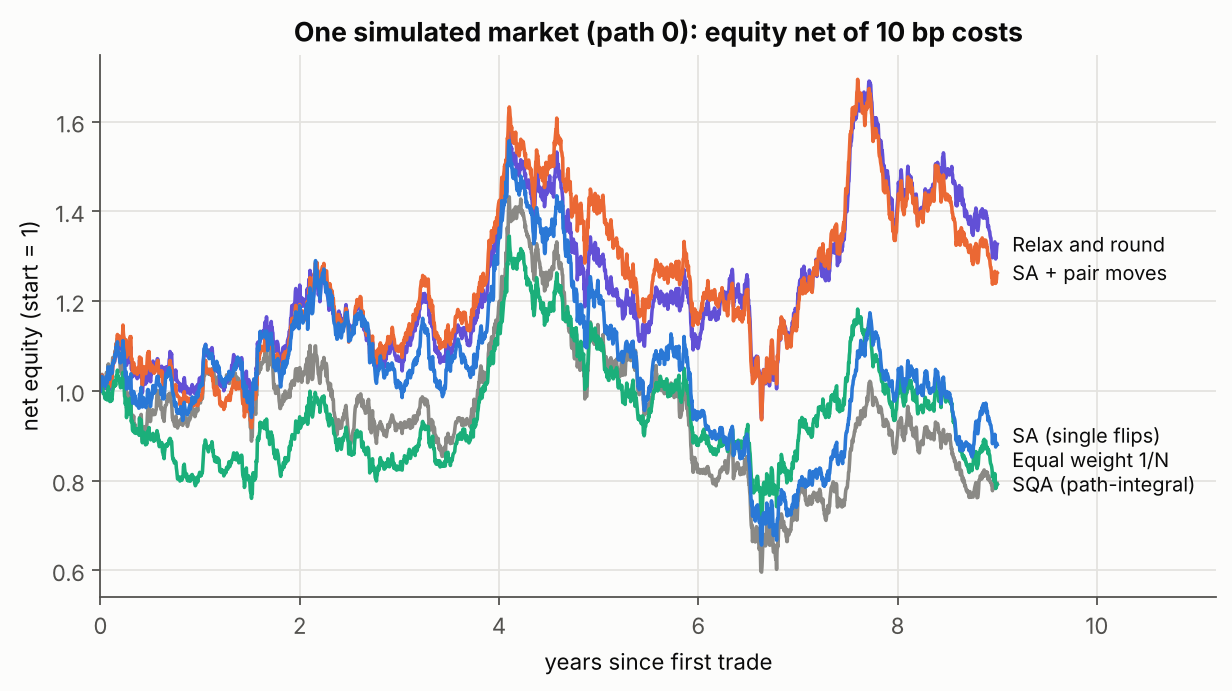 One simulated market (path 0): equity net of 10 bp costs
net equity (start = 1)
1.6
1.4
1.2
1.0
0.8
0.6
Relax and round
SA + pair moves
SA (single flips)
Equal weight 1/N
SQA (path-integral)
0 2 4 6 8 10
years since first trade